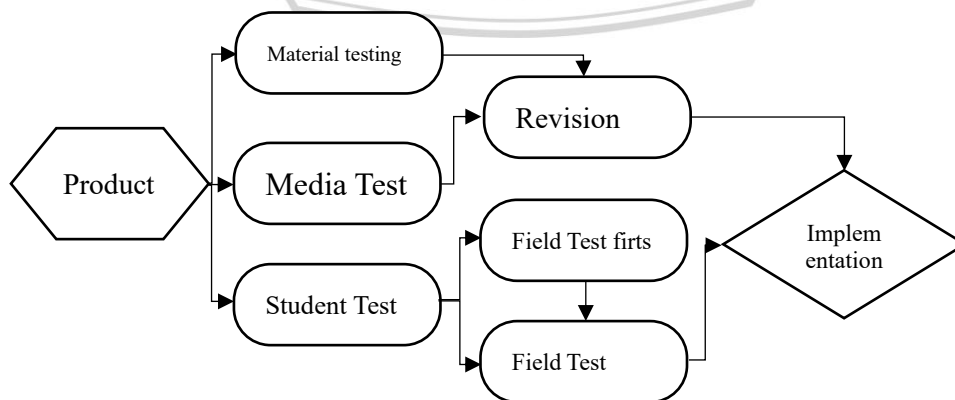 Material testing
Revision
Product
Media Test
Field Test firts
Implem
entation
Student Test
Field Test